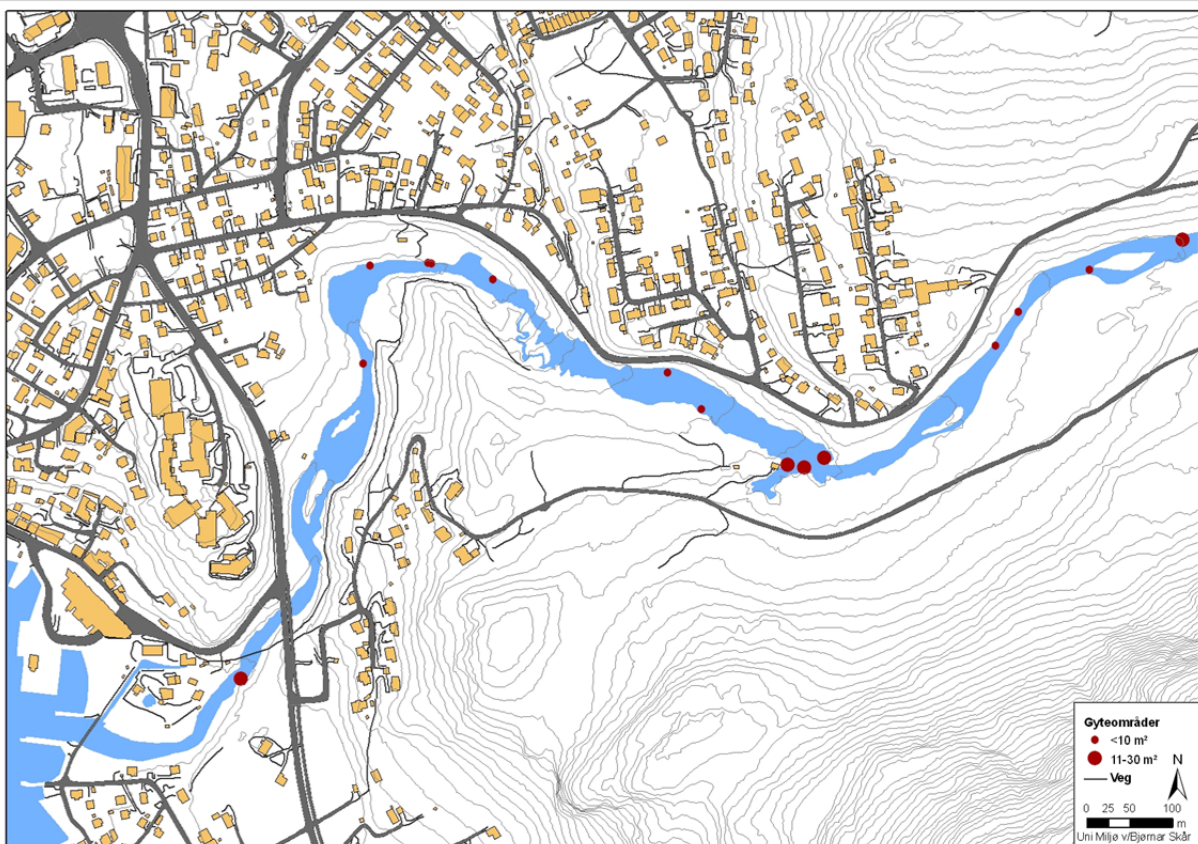 Gyteområder
<10 m²
11-30 m²
N
Veg
0 25 50 100
m
Uni Miljø v/Bjørnar Skår